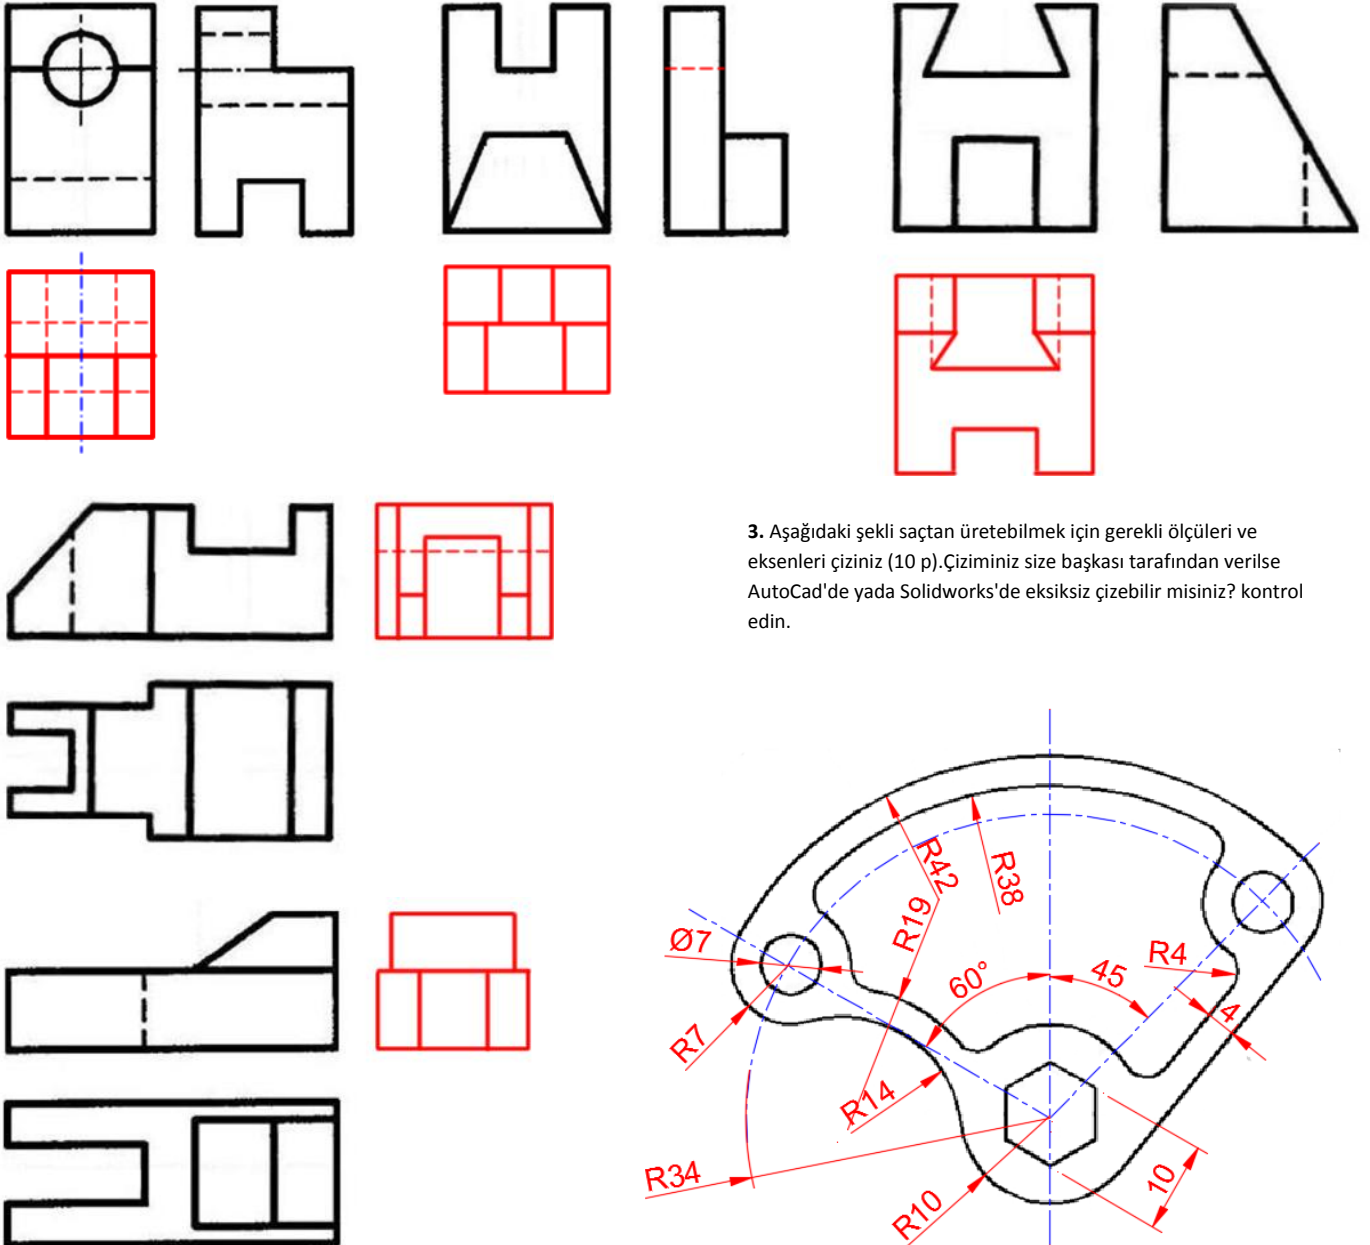 3. Aşağıdaki şekli saçtan üretebilmek için gerekli ölçüleri ve
eksenleri çiziniz (10 p).Çiziminiz size başkası tarafından verilse
AutoCad'de yada Solidworks'de eksiksiz çizebilir misiniz? kontrol
edin.
R42
R38
R19
Ø7
60°
45
R4
4
R7
R14
R34
R10
10